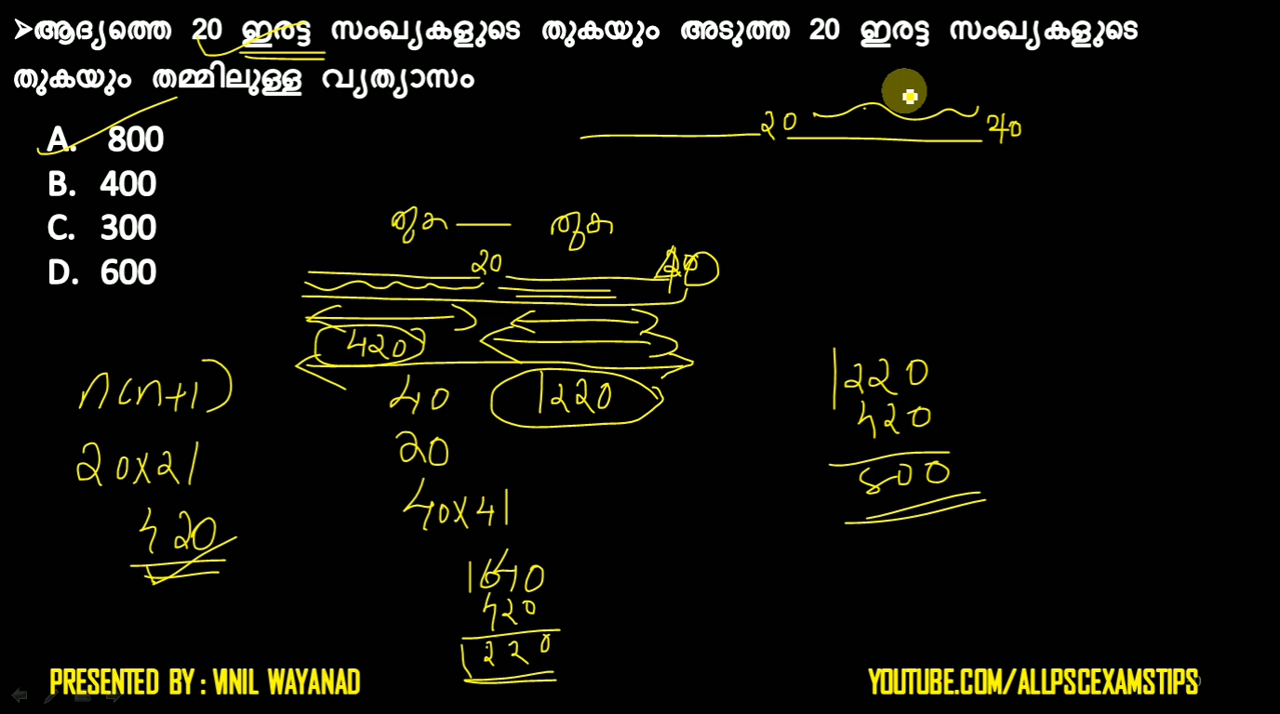 ➤ആദ്യത്തെ 20 ഇരട്ട സംഖ്യകളുടെ തുകയും അടുത്ത 20 ഇരട്ട സംഖ്യകളുടെ
തുകയും തമ്മിലുള്ള വ്യത്യാസം
A. 800
B. 400
C. 300
D. 600
20 40
തുക — തുക
20 40
420
1220
n(n+1)
20x21
420
40
20
40x41
1640
420
1220
1220
420
800
PRESENTED BY : VINIL WAYANAD
YOUTUBE.COM/ALLPSCEXAMSTIPS